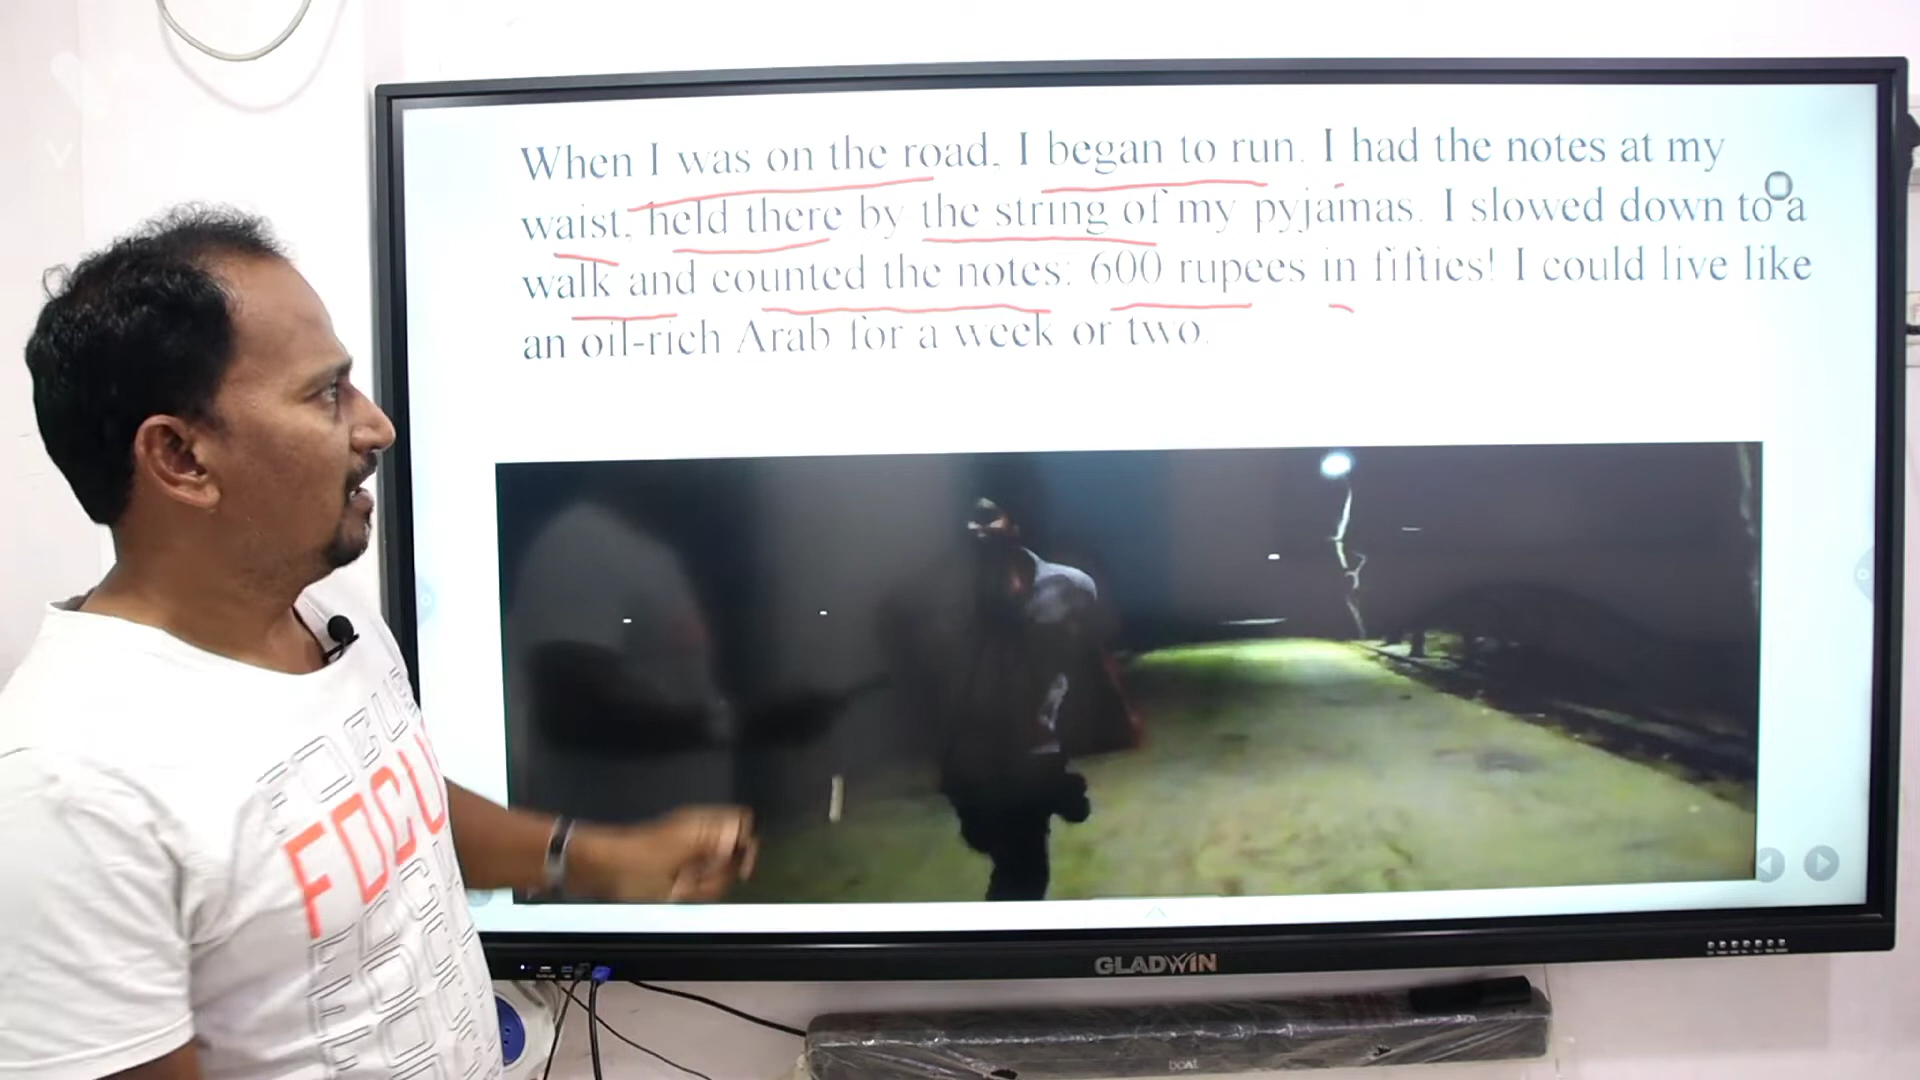 When I was on the road, I began to run. I had the notes at my
waist, held there by the string of my pyjamas. I slowed down to a
walk and counted the notes: 600 rupees in fifties! I could live like
an oil-rich Arab for a week or two.
GLADWIN
boat
FOCUS
FOCU